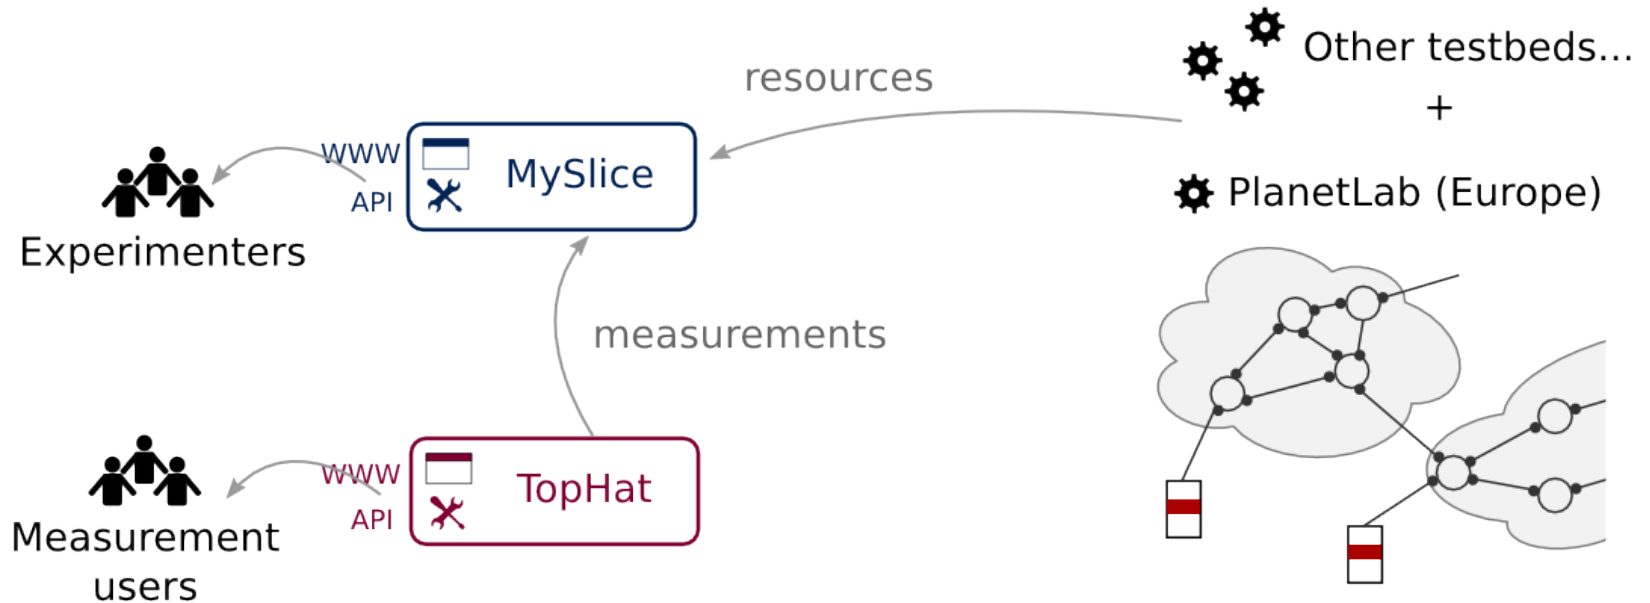 resources
Other testbeds...
+
PlanetLab (Europe)
WWW
API
MySlice
Experimenters
measurements
WWW
API
TopHat
Measurement
users